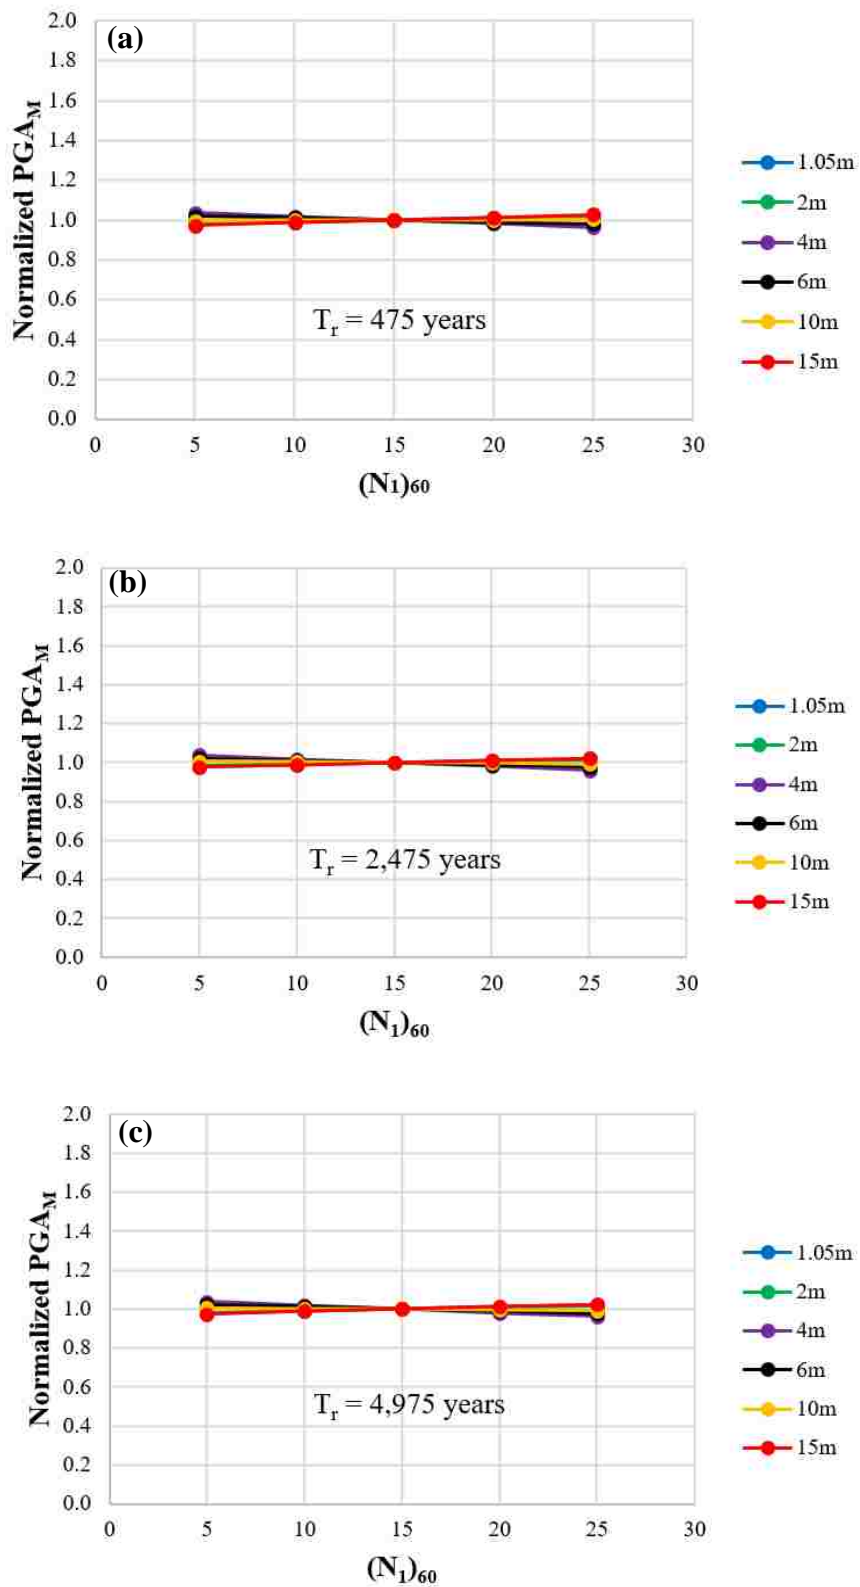 (a)
Normalized PGA_M
2.0
1.8
1.6
1.4
1.2
1.0
0.8
0.6
0.4
0.2
0.0
T_r = 475 years
0 5 10 15 20 25 30
(N1)60
1.05m
2m
4m
6m
10m
15m
(b)
Normalized PGA_M
2.0
1.8
1.6
1.4
1.2
1.0
0.8
0.6
0.4
0.2
0.0
T_r = 2,475 years
0 5 10 15 20 25 30
(N_1)_60
1.05m
2m
4m
6m
10m
15m
(c)
Normalized PGA_M
2.0
1.8
1.6
1.4
1.2
1.0
0.8
0.6
0.4
0.2
0.0
T_r = 4,975 years
0 5 10 15 20 25 30
(N_1)_60
1.05m
2m
4m
6m
10m
15m